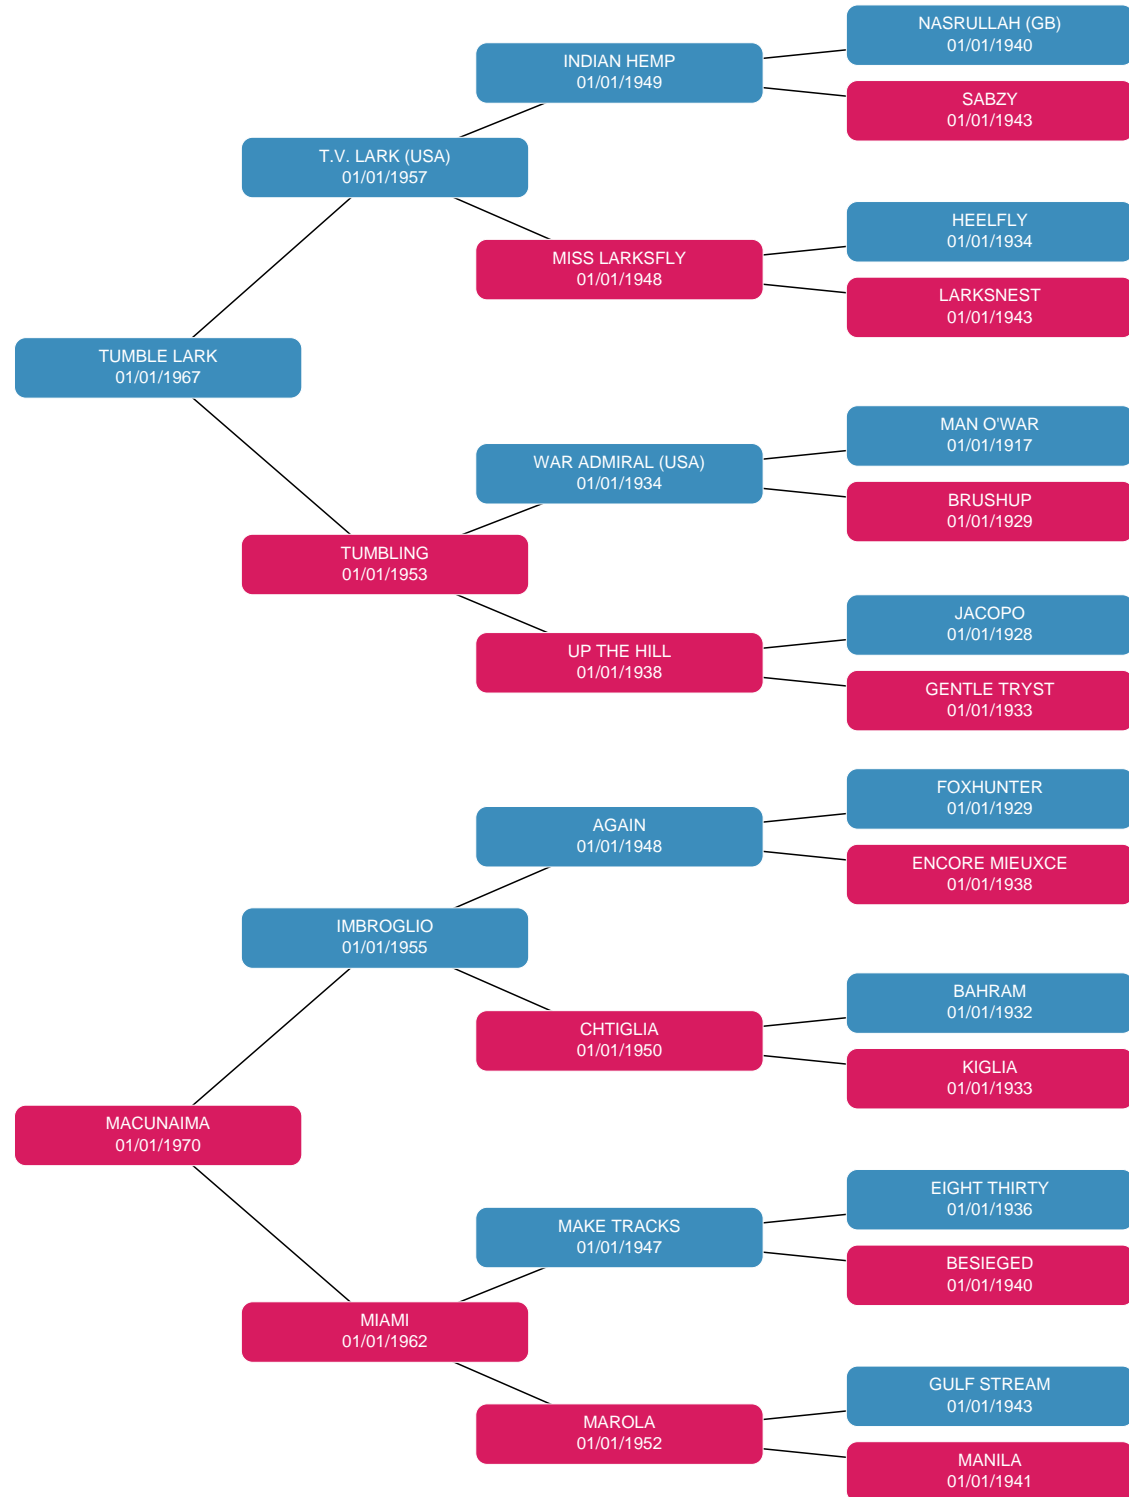 NASRULLAH (GB)
01/01/1940
INDIAN HEMP
01/01/1949
SABZY
01/01/1943
T.V. LARK (USA)
01/01/1957
HEELFLY
01/01/1934
MISS LARKSFLY
01/01/1948
LARKSNEST
01/01/1943
TUMBLE LARK
01/01/1967
MAN O'WAR
01/01/1917
WAR ADMIRAL (USA)
01/01/1934
BRUSHUP
01/01/1929
TUMBLING
01/01/1953
JACOPO
01/01/1928
UP THE HILL
01/01/1938
GENTLE TRYST
01/01/1933
FOXHUNTER
01/01/1929
AGAIN
01/01/1948
ENCORE MIEUXCE
01/01/1938
IMBROGLIO
01/01/1955
BAHRAM
01/01/1932
CHTIGLIA
01/01/1950
KIGLIA
01/01/1933
MACUNAIMA
01/01/1970
EIGHT THIRTY
01/01/1936
MAKE TRACKS
01/01/1947
BESIEGED
01/01/1940
MIAMI
01/01/1962
GULF STREAM
01/01/1943
MAROLA
01/01/1952
MANILA
01/01/1941